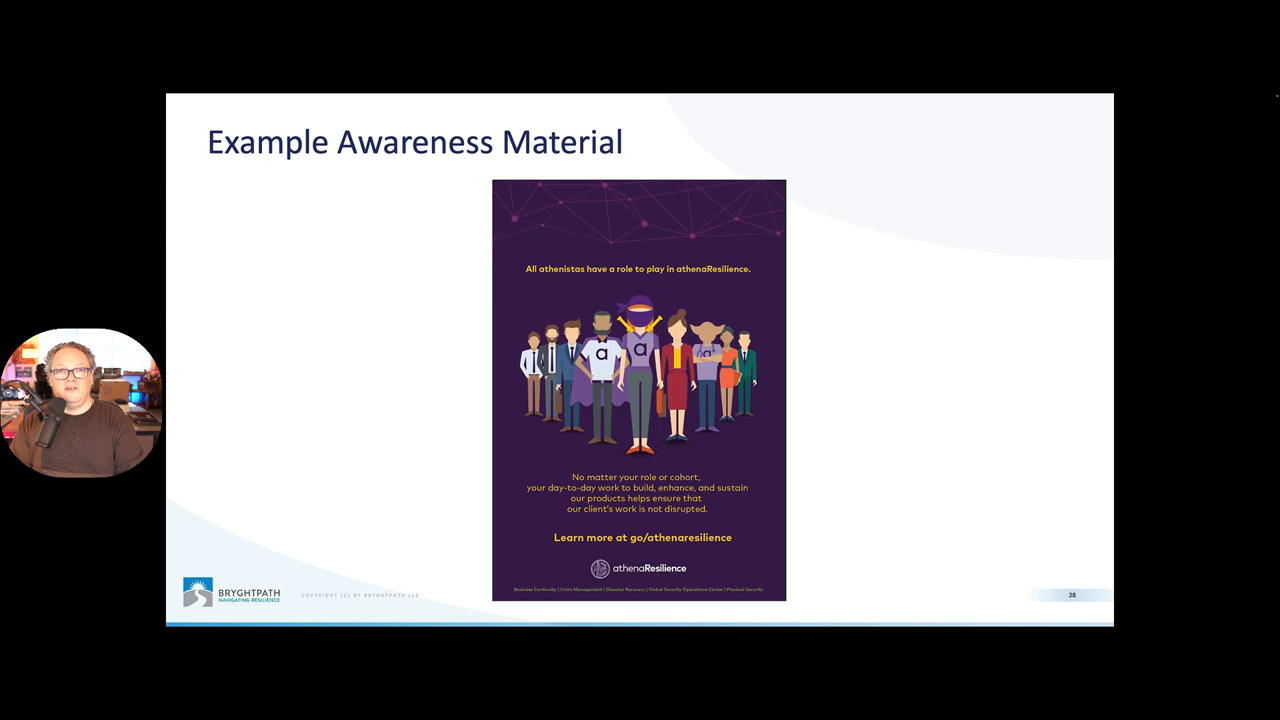 Example Awareness Material
All athenistas have a role to play in athenaResilience.
a
a
a
No matter your role or cohort,
your day-to-day work to build, enhance, and sustain
our products helps ensure that
our client's work is not disrupted.
Learn more at go/athenaresilience
athenaResilience
Business Continuity | Crisis Management | Disaster Recovery | Global Security Operations Center | Physical Security
BRYGHTPATH
NAVIGATING RESILIENCE
COPYRIGHT (C) BY BRYGHTPATH LLC
28